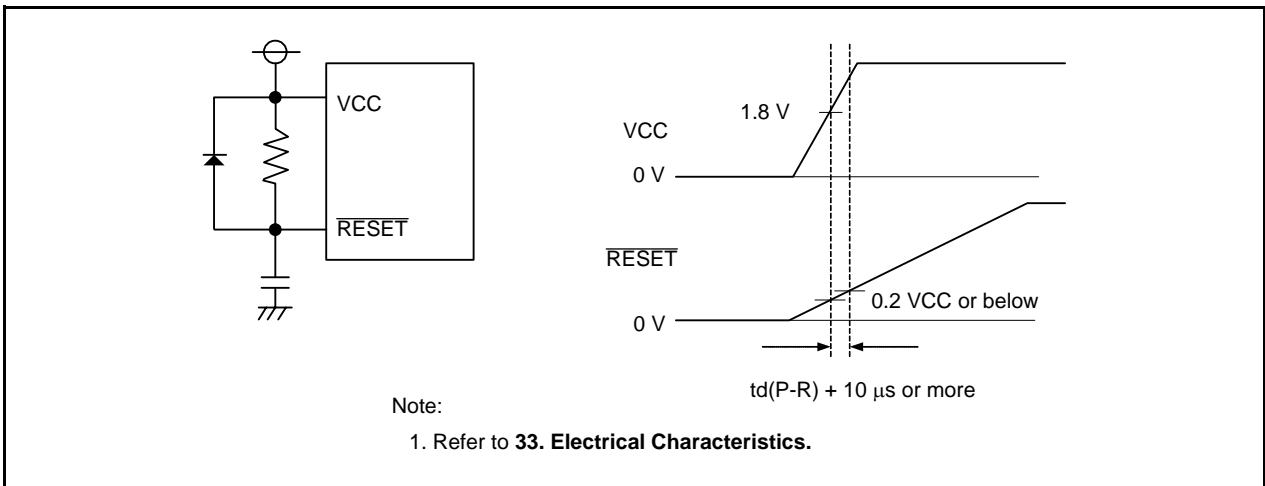 VCC
RESET
1.8 V
VCC
0 V
RESET
0.2 VCC or below
0 V
td(P-R) + 10 μs or more
Note:
1. Refer to 33. Electrical Characteristics.